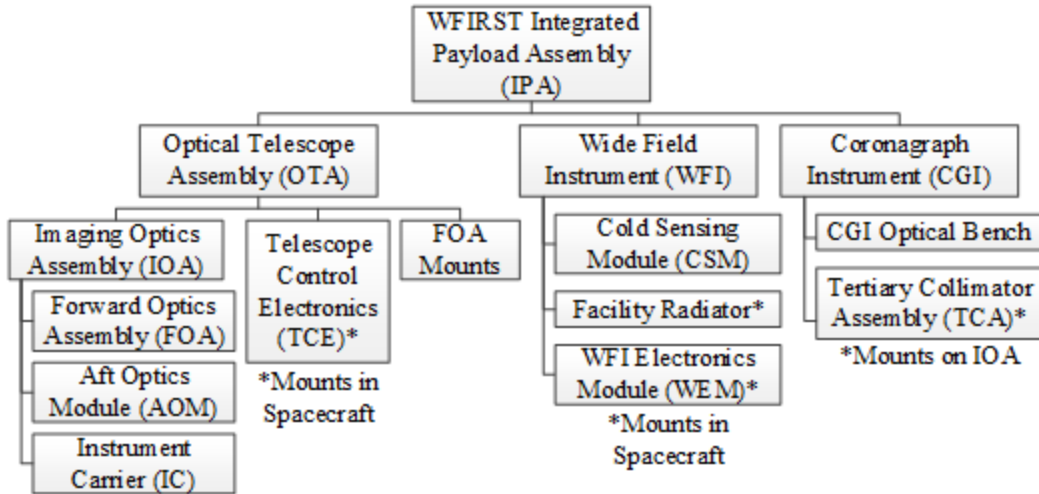 WFIRST Integrated
Payload Assembly
(IPA)
Optical Telescope
Assembly (OTA)
Wide Field
Instrument (WFI)
Coronagraph
Instrument (CGI)
Imaging Optics
Assembly (IOA)
Forward Optics
Assembly (FOA)
Aft Optics
Module (AOM)
Instrument
Carrier (IC)
Telescope
Control
Electronics
(TCE)*
*Mounts in
Spacecraft
FOA
Mounts
Cold Sensing
Module (CSM)
Facility Radiator*
WFI Electronics
Module (WEM)*
*Mounts in
Spacecraft
CGI Optical Bench
Tertiary Collimator
Assembly (TCA)*
*Mounts on IOA